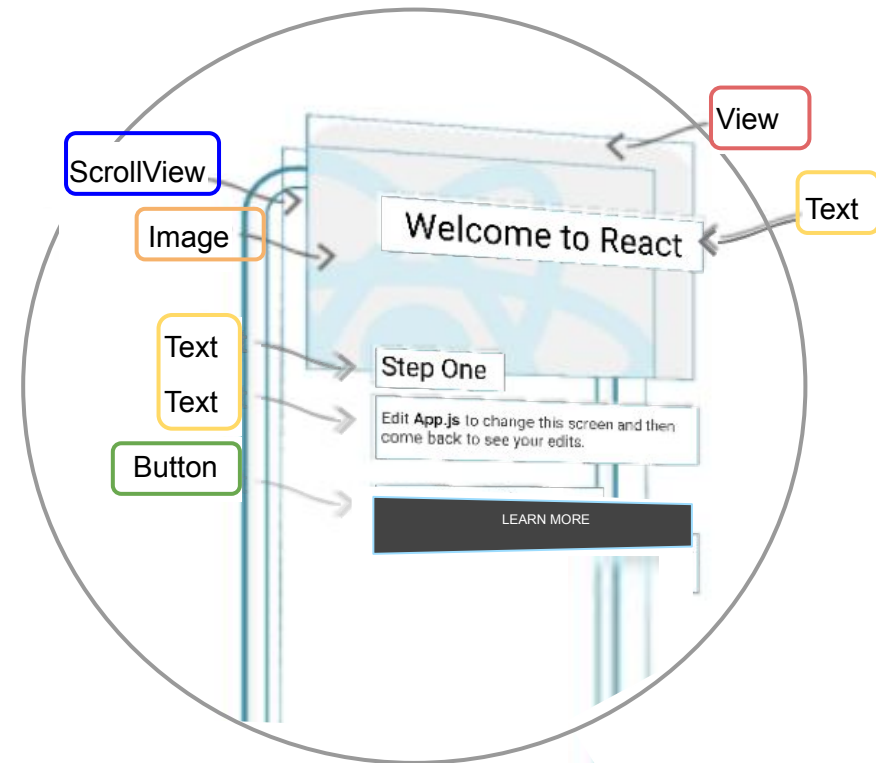 View
ScrollView
Text
Image
Welcome to React
Text
Step One
Text
Edit App.js to change this screen and then
come back to see your edits.
Button
LEARN MORE